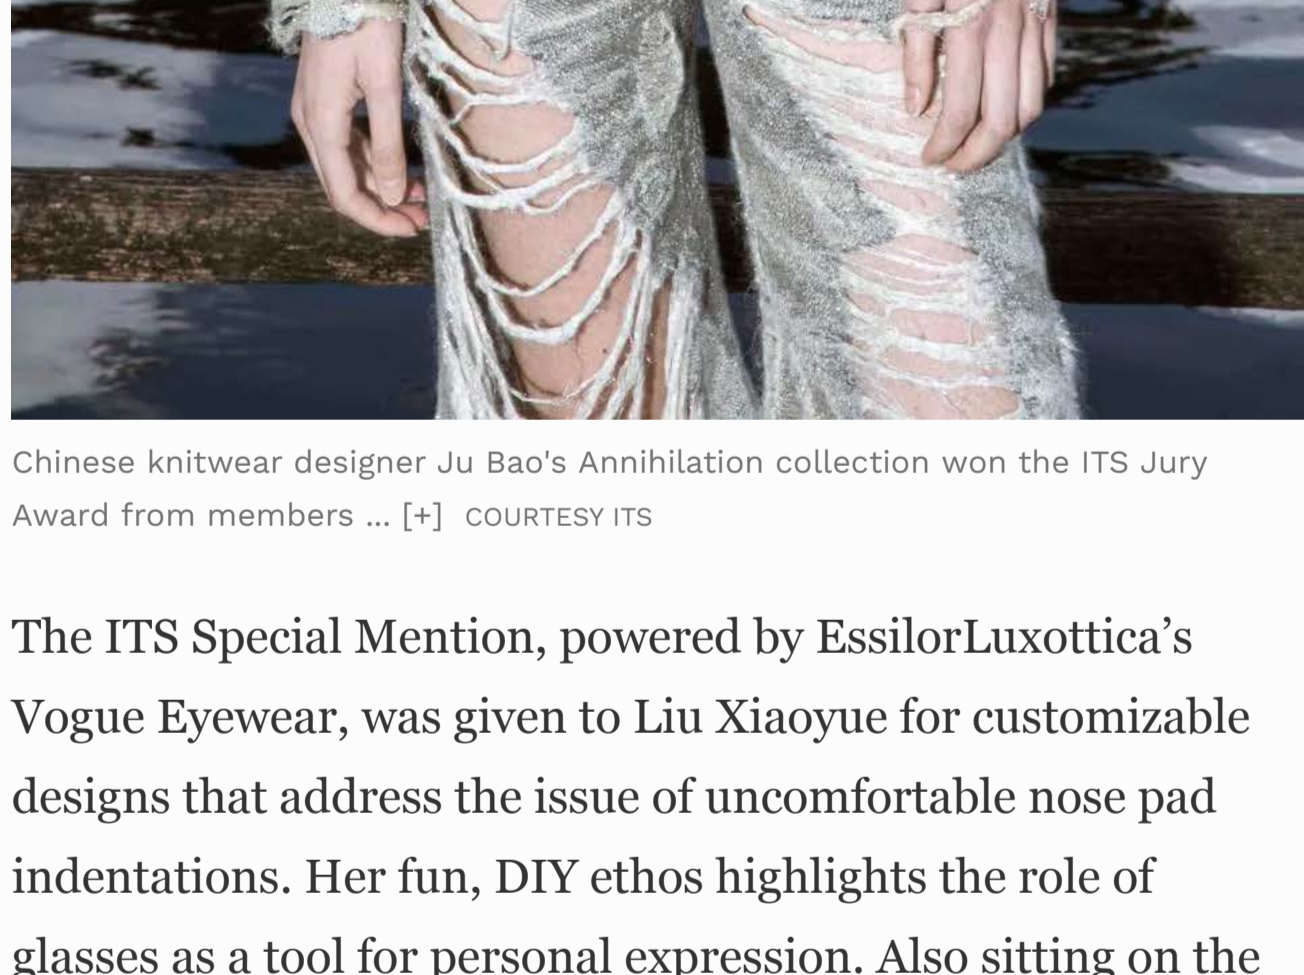 Chinese knitwear designer Ju Bao's Annihilation collection won the ITS Jury
Award from members ... [+] COURTESY ITS
The ITS Special Mention, powered by EssilorLuxottica’s
Vogue Eyewear, was given to Liu Xiaoyue for customizable
designs that address the issue of uncomfortable nose pad
indentations. Her fun, DIY ethos highlights the role of
glasses as a tool for personal expression. Also sitting on the